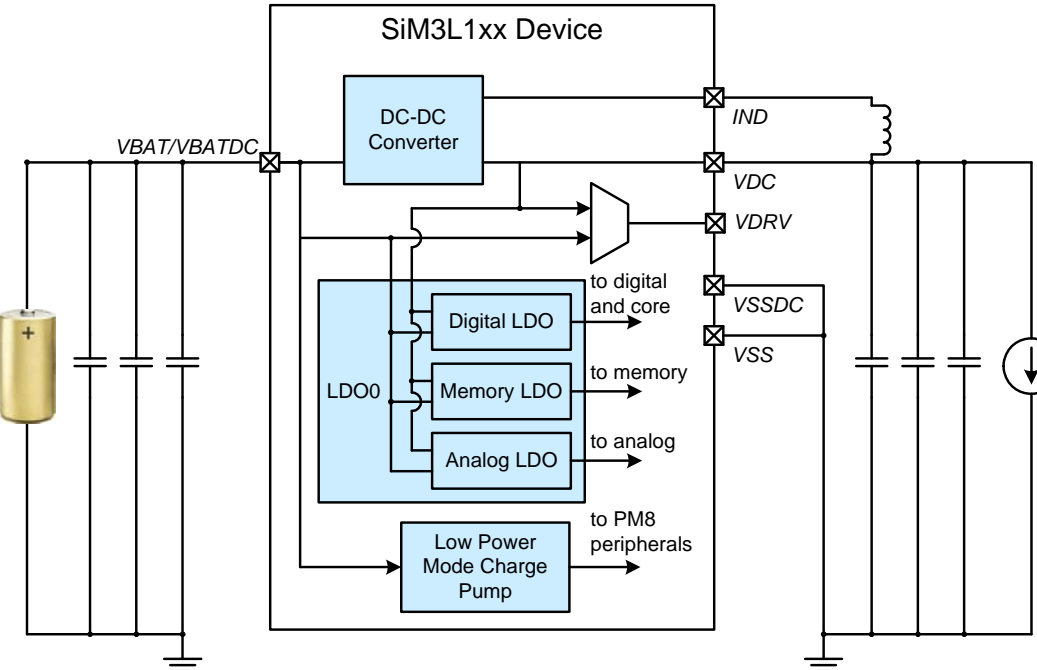 SiM3L1xx Device
DC-DC
Converter
IND
VBAT/VBATDC
VDC
VDRV
to digital
and core
VSSDC
Digital LDO
+
VSS
LDO0
to memory
Memory LDO
to analog
Analog LDO
to PM8
peripherals
Low Power
Mode Charge
Pump